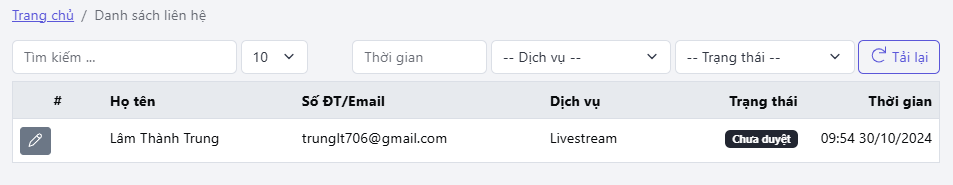 Trang chủ / Danh sách liên hệ
Tìm kiếm ... 10 Thời gian -- Dịch vụ -- -- Trạng thái -- Tải lại
# Họ tên Số ĐT/Email Dịch vụ Trạng thái Thời gian
Lâm Thành Trung trunglt706@gmail.com Livestream Chưa duyệt 09:54 30/10/2024